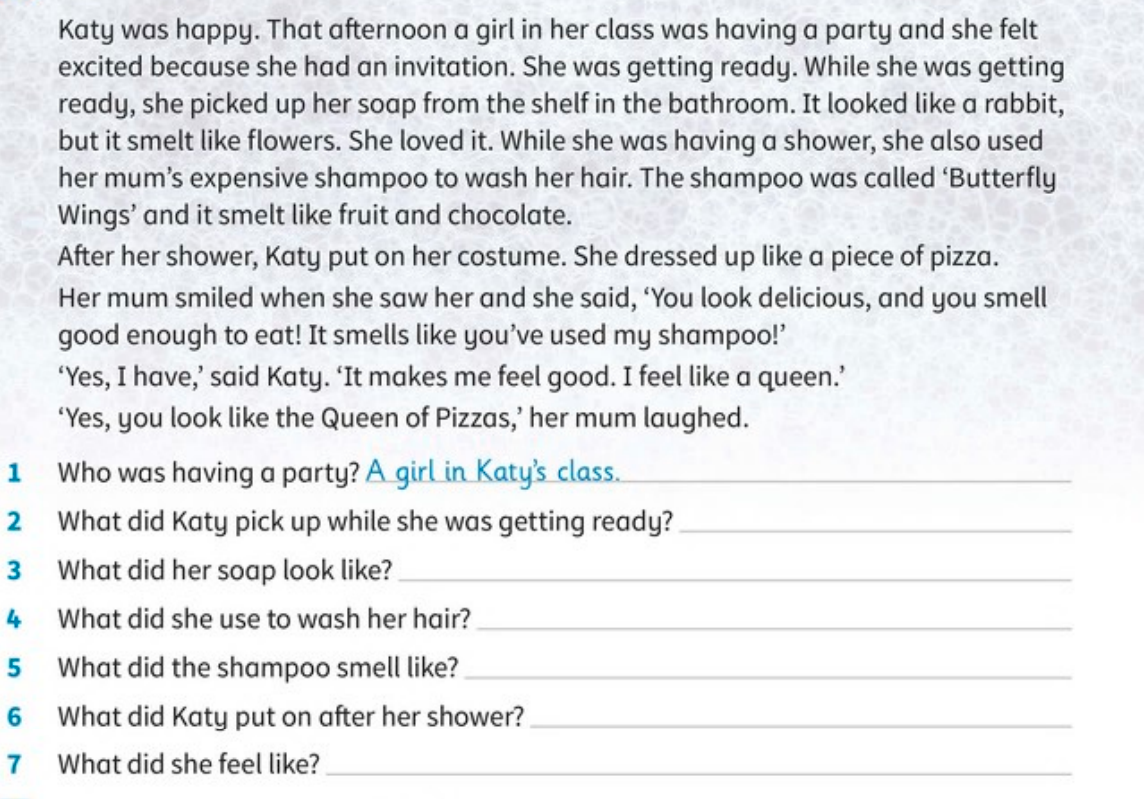 Katy was happy. That afternoon a girl in her class was having a party and she felt
excited because she had an invitation. She was getting ready. While she was getting
ready, she picked up her soap from the shelf in the bathroom. It looked like a rabbit,
but it smelt like flowers. She loved it. While she was having a shower, she also used
her mum's expensive shampoo to wash her hair. The shampoo was called ‘Butterfly
Wings’ and it smelt like fruit and chocolate.
After her shower, Katy put on her costume. She dressed up like a piece of pizza.
Her mum smiled when she saw her and she said, ‘You look delicious, and you smell
good enough to eat! It smells like you’ve used my shampoo!’
‘Yes, I have,’ said Katy. ‘It makes me feel good. I feel like a queen.’
‘Yes, you look like the Queen of Pizzas,’ her mum laughed.
1 Who was having a party? A girl in Katy’s class.
2 What did Katy pick up while she was getting ready?
3 What did her soap look like?
4 What did she use to wash her hair?
5 What did the shampoo smell like?
6 What did Katy put on after her shower?
7 What did she feel like?